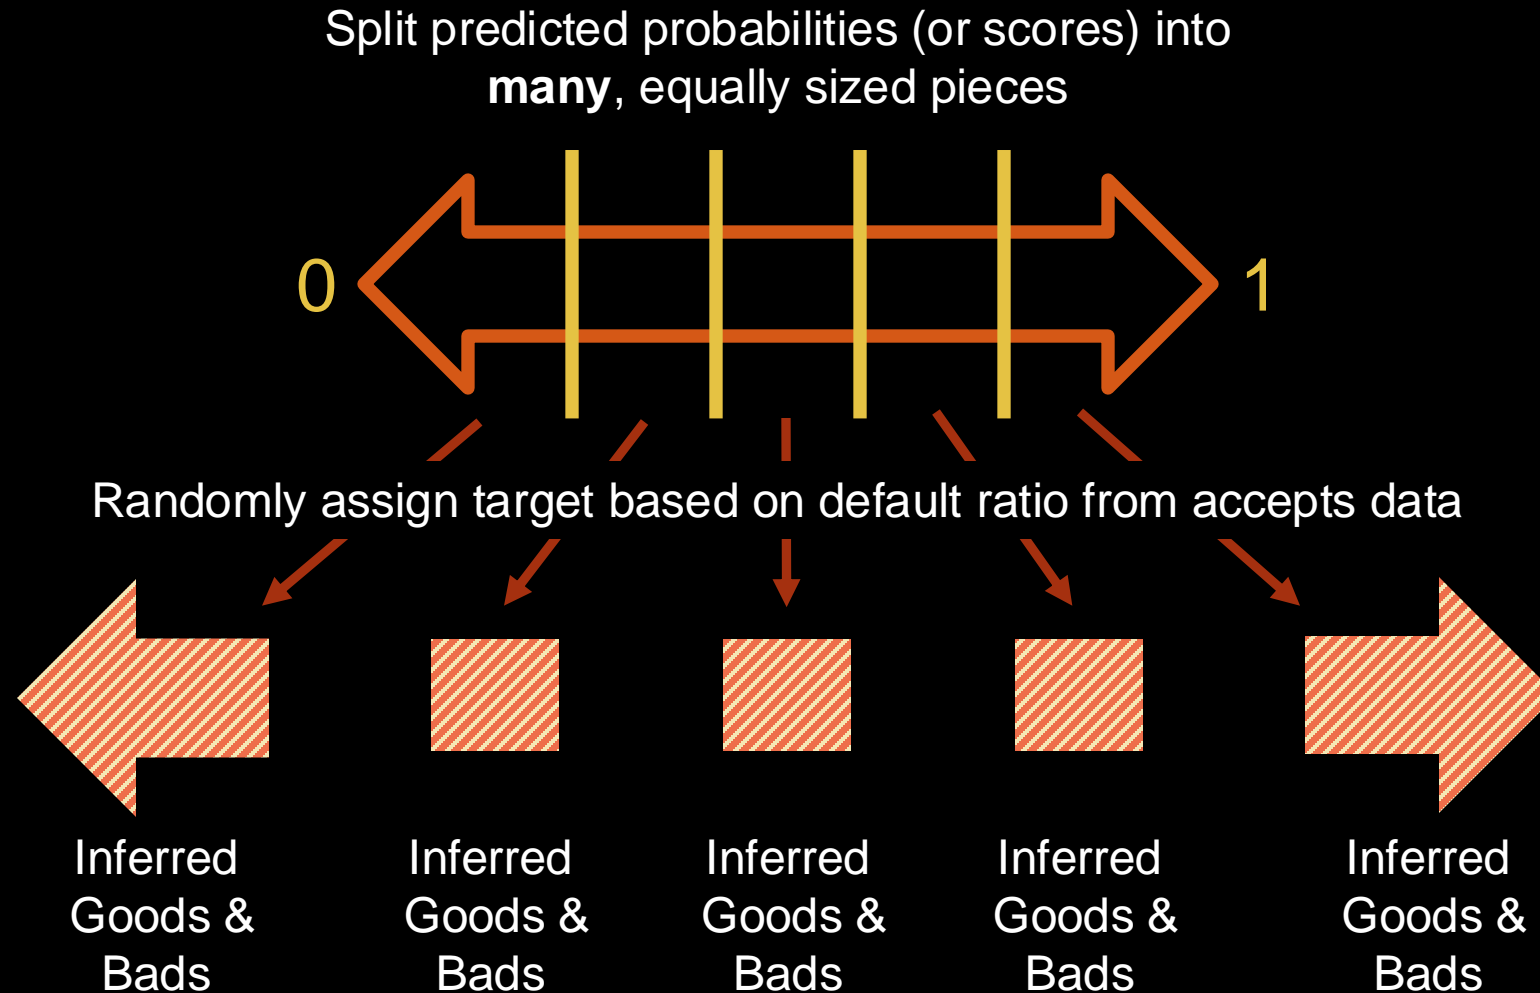 Split predicted probabilities (or scores) into
many, equally sized pieces
0 1
Randomly assign target based on default ratio from accepts data
Inferred Goods & Bads
Inferred Goods & Bads
Inferred Goods & Bads
Inferred Goods & Bads
Inferred Goods & Bads